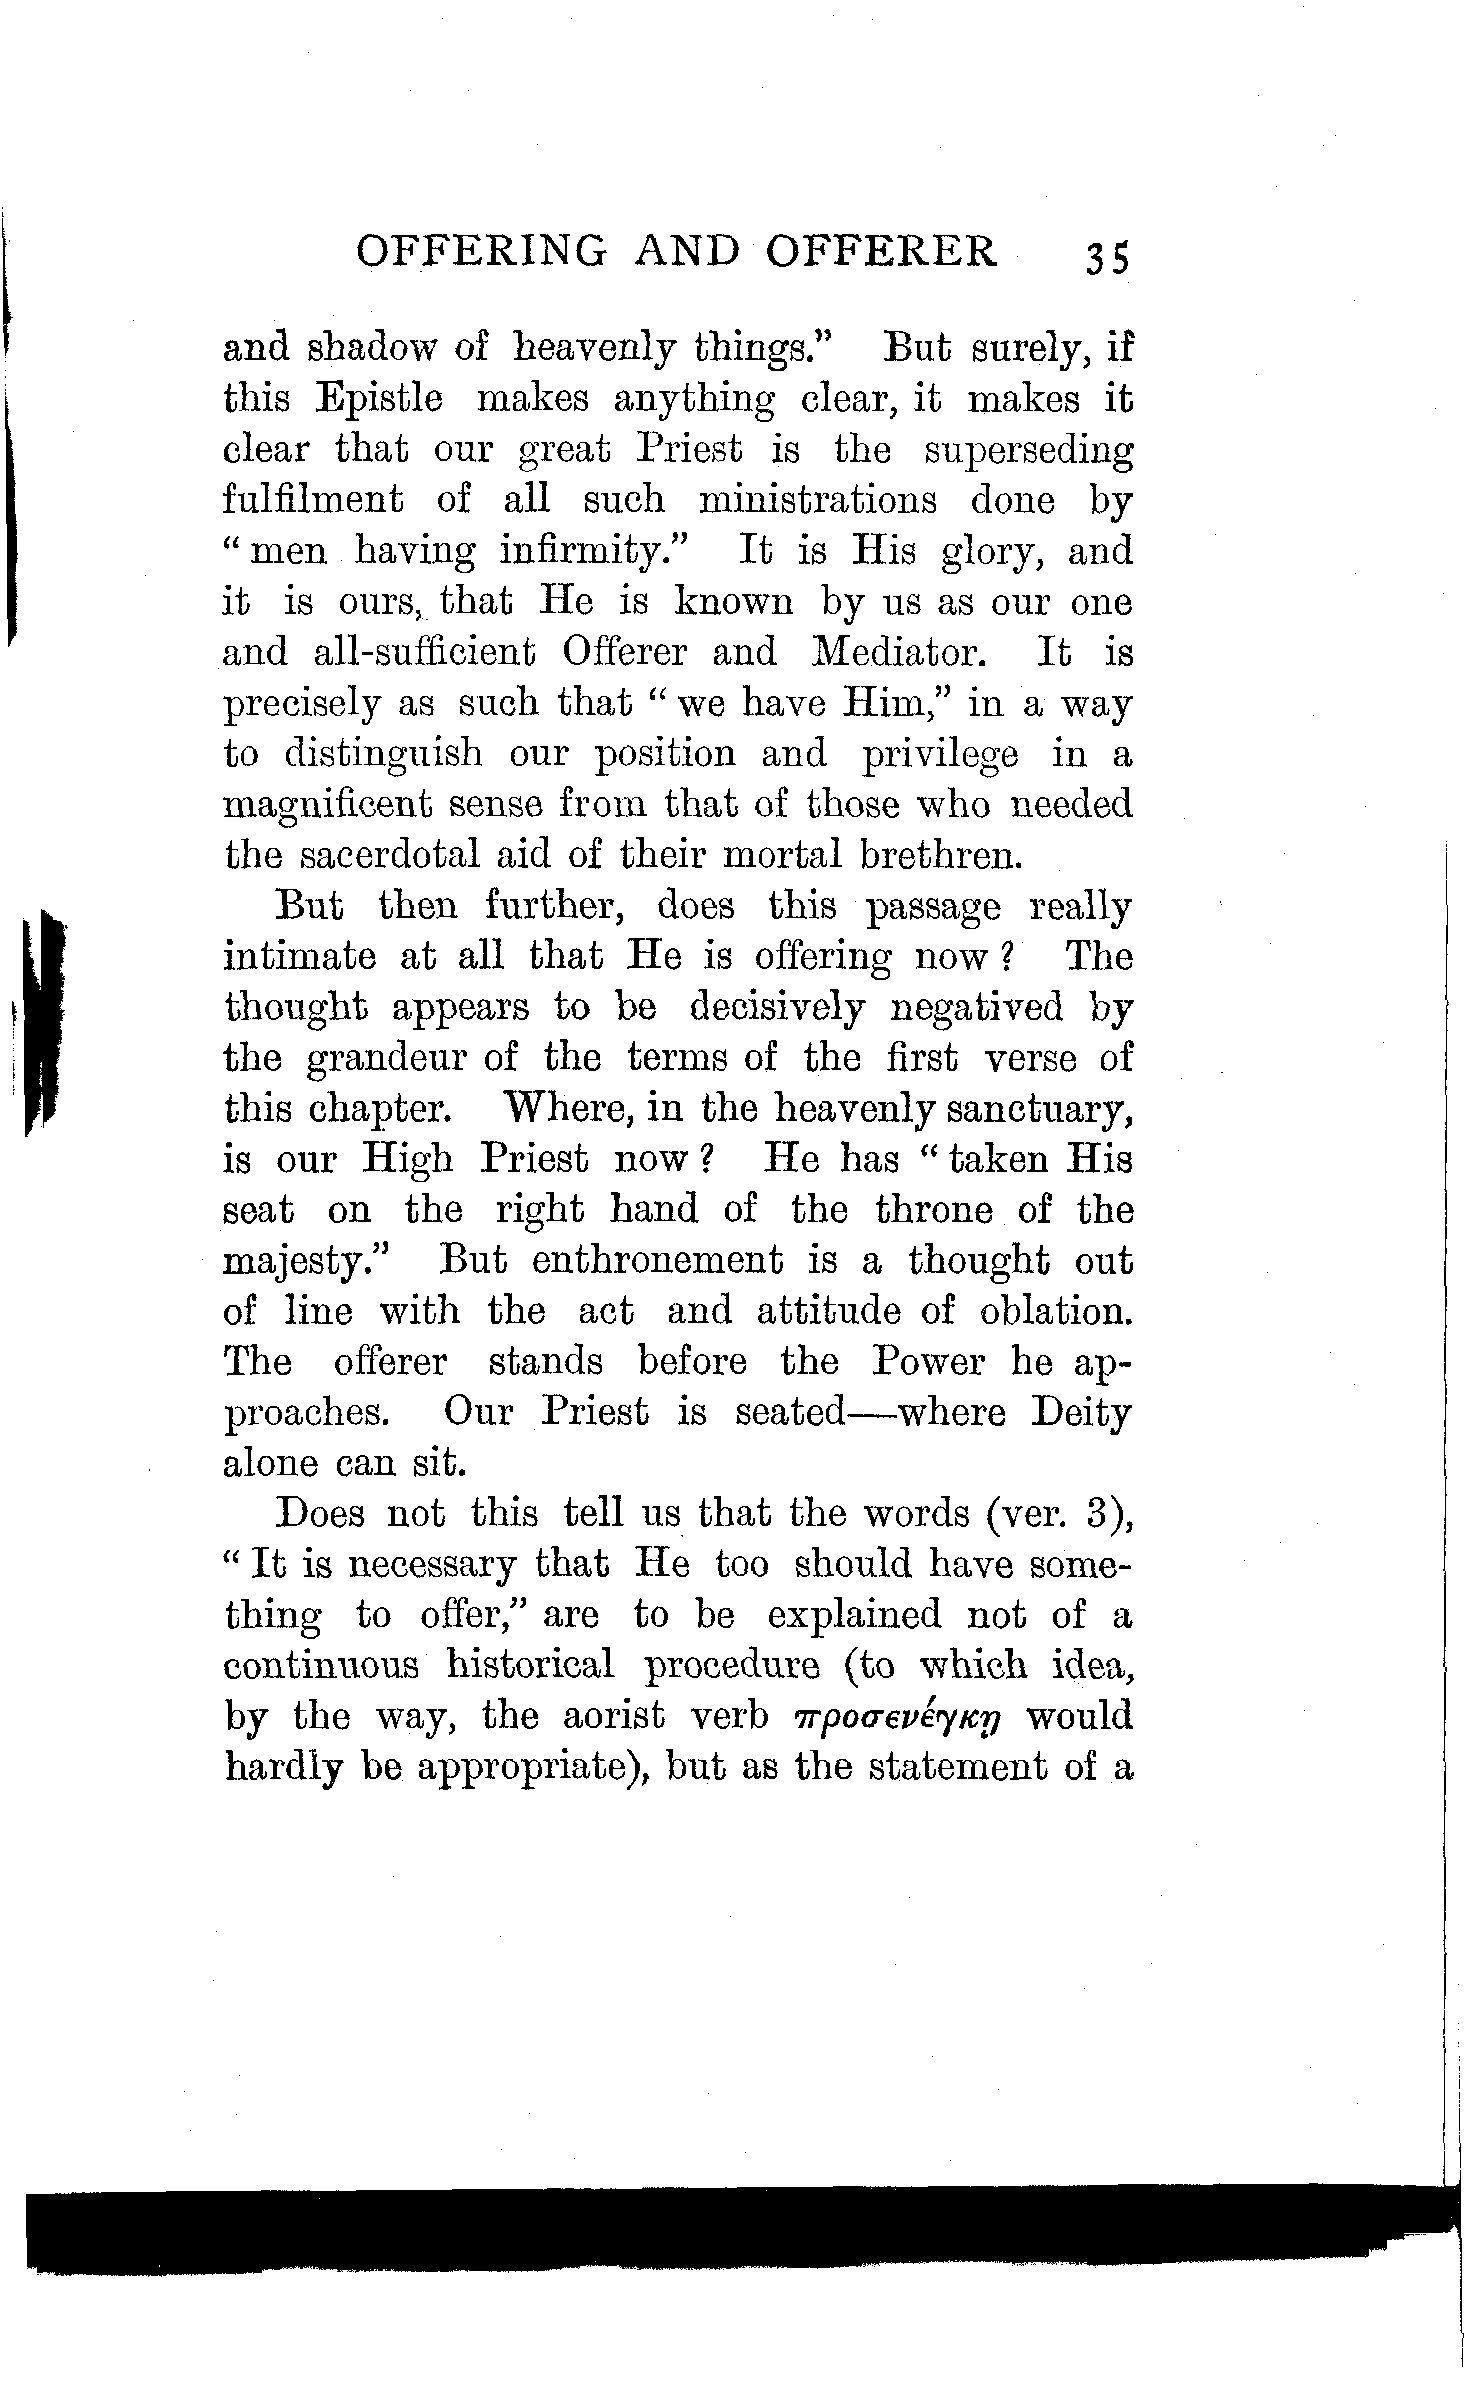 OFFERING AND OFFERER 35
and shadow of heavenly things.” But surely, if
this Epistle makes anything clear, it makes it
clear that our great Priest is the superseding
fulfilment of all such ministrations done by
“ men having infirmity.” It is His glory, and
it is ours, that He is known by us as our one
and all-sufficient Offerer and Mediator. It is
precisely as such that “ we have Him,” in a way
to distinguish our position and privilege in a
magnificent sense from that of those who needed
the sacerdotal aid of their mortal brethren.
But then further, does this passage really
intimate at all that He is offering now ? The
thought appears to be decisively negatived by
the grandeur of the terms of the first verse of
this chapter. Where, in the heavenly sanctuary,
is our High Priest now ? He has “ taken His
seat on the right hand of the throne of the
majesty.” But enthronement is a thought out
of line with the act and attitude of oblation.
The offerer stands before the Power he ap-
proaches. Our Priest is seated—where Deity
alone can sit.
Does not this tell us that the words (ver. 3),
“ It is necessary that He too should have some-
thing to offer,” are to be explained not of a
continuous historical procedure (to which idea,
by the way, the aorist verb προσενέγκῃ would
hardly be appropriate), but as the statement of a